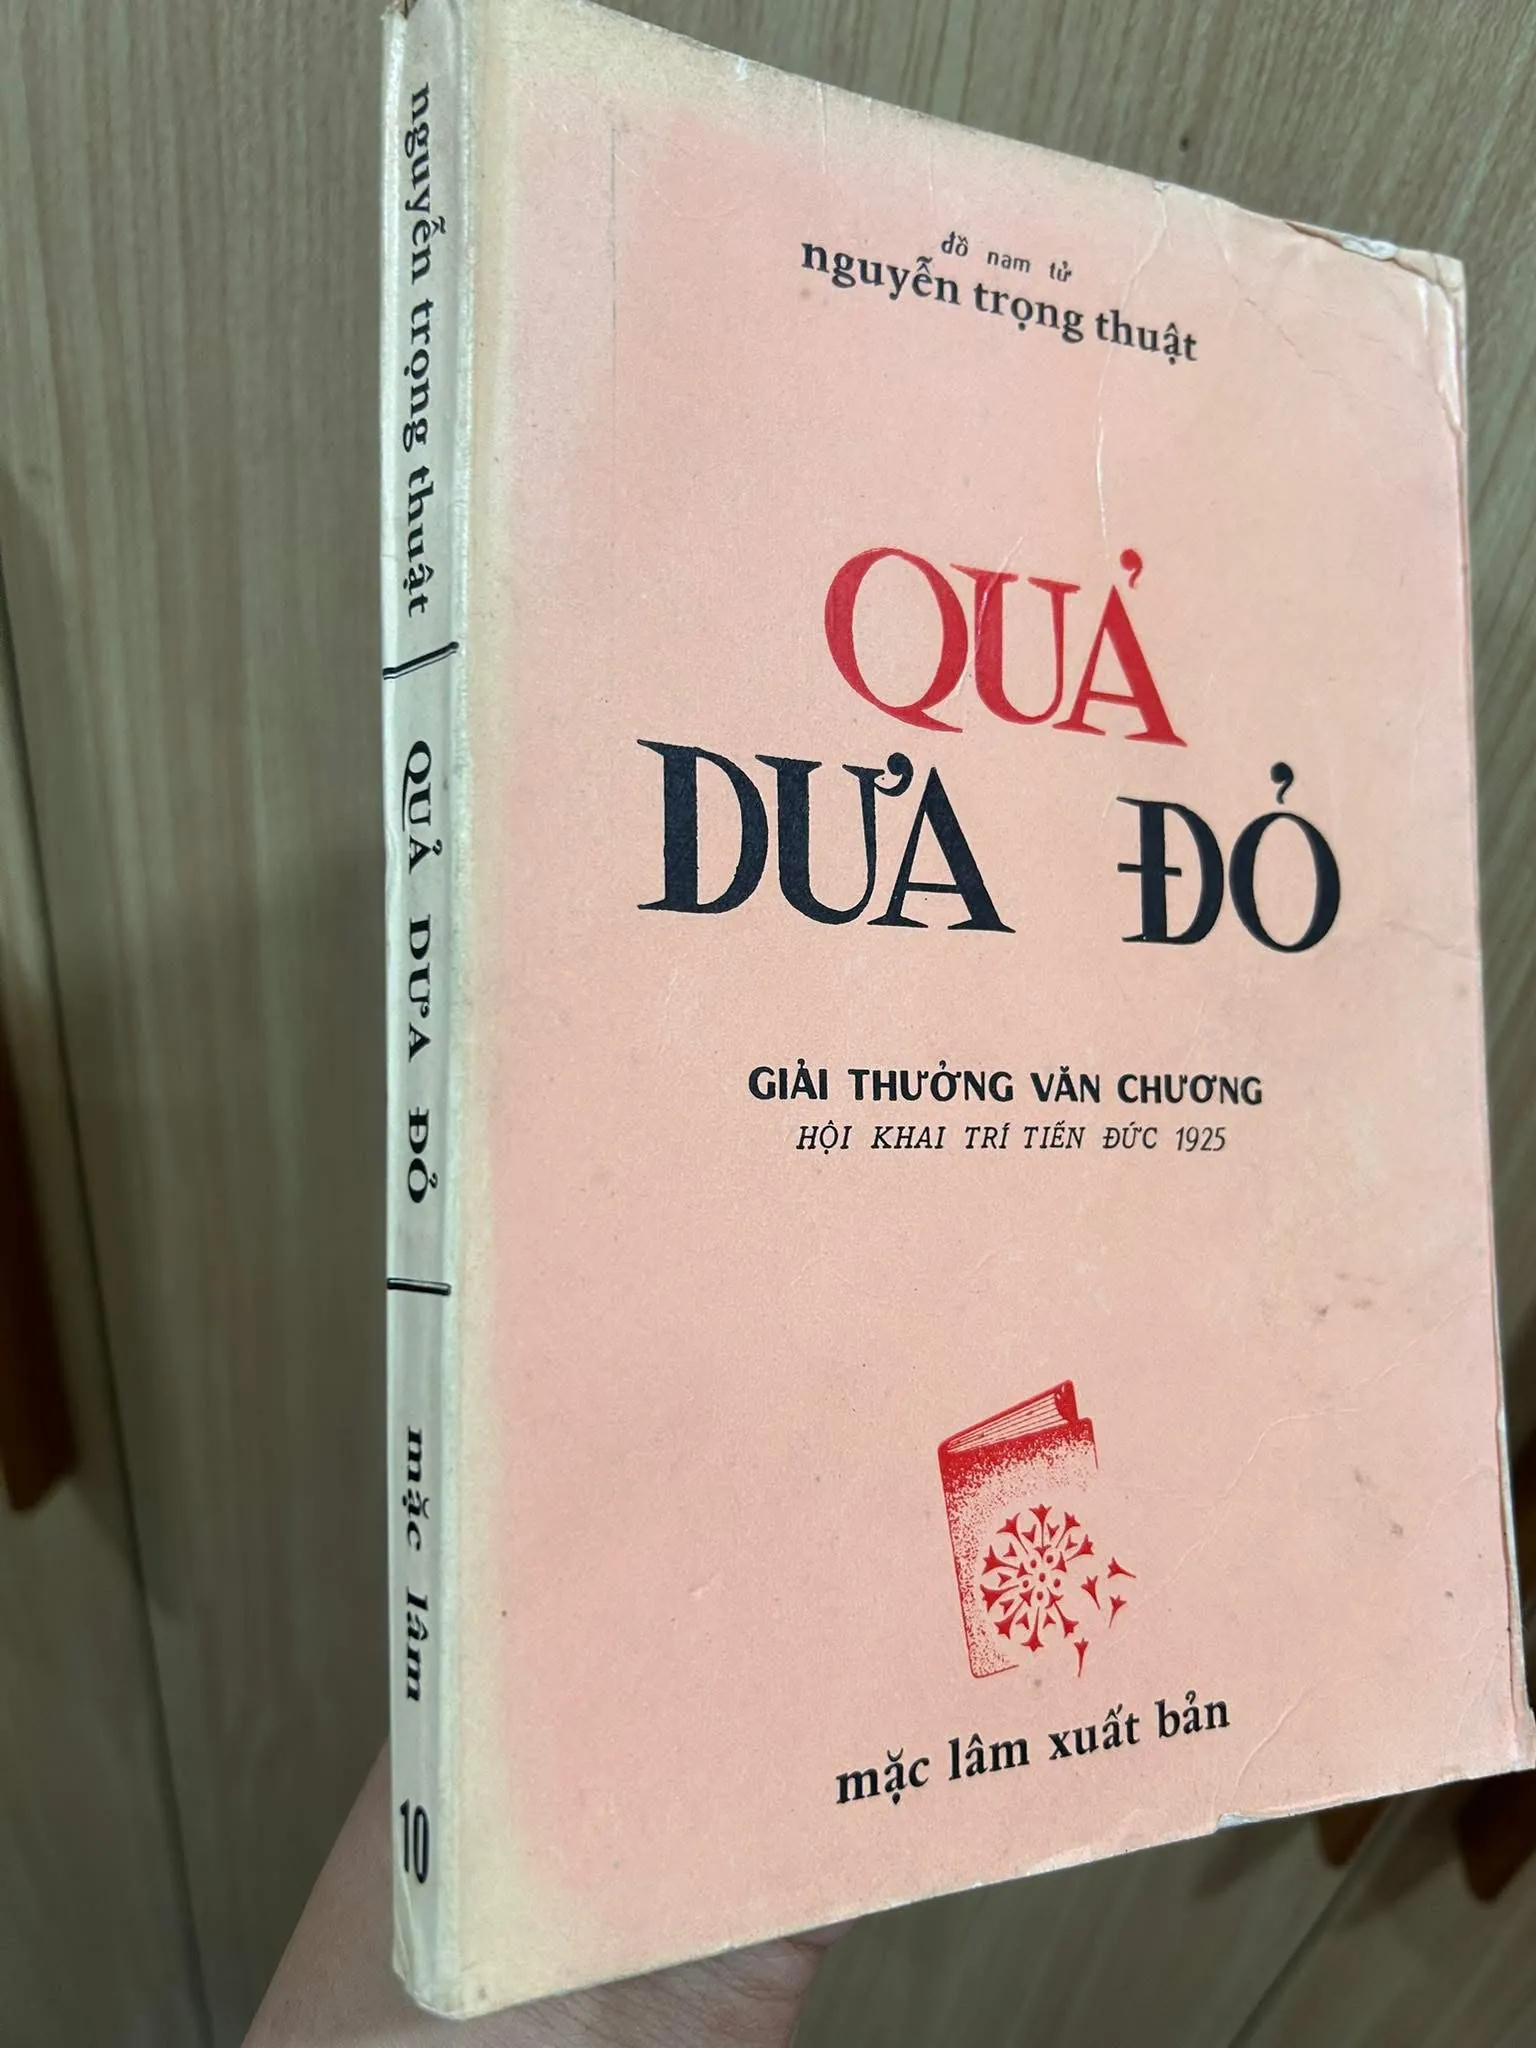 đồ nam tử
nguyễn trọng thuật
QUẢ
DƯA ĐỎ
GIẢI THƯỞNG VĂN CHƯƠNG
HỘI KHAI TRÍ TIẾN ĐỨC 1925
mặc lâm xuất bản
nguyễn trọng thuật
QUẢ DƯA ĐỎ
mặc lâm
10